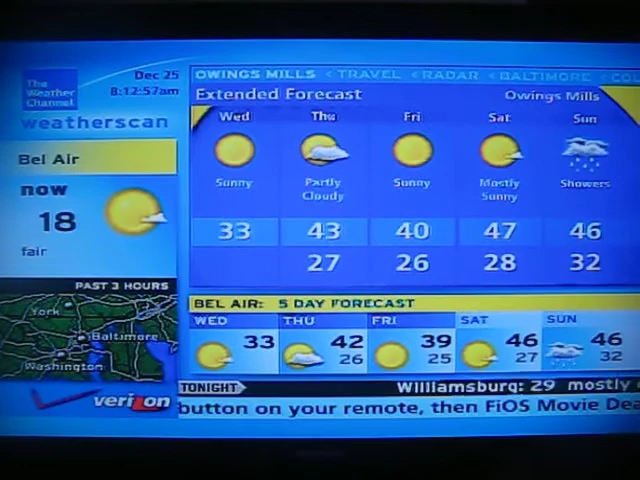 The
Weather
Channel
Dec 25
8:12:57am
weatherscan
Bel Air
now
18
fair
PAST 3 HOURS
York
Baltimore
Washington
verizon
OWINGS MILLS < TRAVEL < RADAR < BALTIMORE < CO
Extended Forecast Owings Mills
Wed Thu Fri Sat Sun
Sunny Partly Cloudy Sunny Mostly Sunny Showers
33 43 40 47 46
27 26 28 32
BEL AIR: 5 DAY FORECAST
WED THU FRI SAT SUN
33 42 39 46 46
26 25 27 32
TONIGHT Williamsburg: 29 mostly
button on your remote, then FiOS Movie Dea